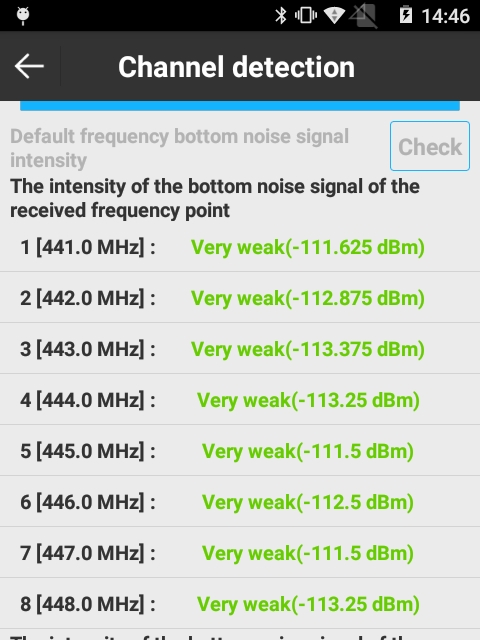 14:46
Channel detection
Default frequency bottom noise signal
intensity
Check
The intensity of the bottom noise signal of the
received frequency point
1 [441.0 MHz] : Very weak(-111.625 dBm)
2 [442.0 MHz] : Very weak(-112.875 dBm)
3 [443.0 MHz] : Very weak(-113.375 dBm)
4 [444.0 MHz] : Very weak(-113.25 dBm)
5 [445.0 MHz] : Very weak(-111.5 dBm)
6 [446.0 MHz] : Very weak(-112.5 dBm)
7 [447.0 MHz] : Very weak(-111.5 dBm)
8 [448.0 MHz] : Very weak(-113.25 dBm)